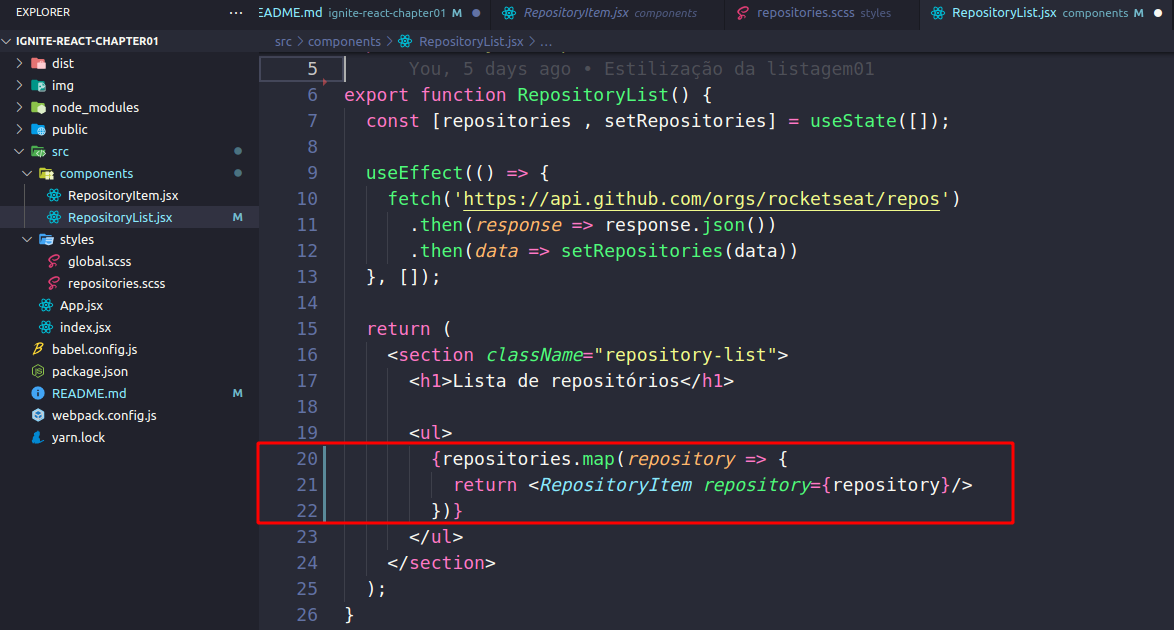 EXPLORER ···
EADME.md ignite-react-chapter01 M
RepositoryItem.jsx components
repositories.scss styles
RepositoryList.jsx components M
IGNITE-REACT-CHAPTER01
src > components > RepositoryList.jsx > ...
dist
img
node_modules
public
src
components
RepositoryItem.jsx
RepositoryList.jsx M
styles
global.scss
repositories.scss
App.jsx
index.jsx
babel.config.js
package.json
README.md M
webpack.config.js
yarn.lock
5 You, 5 days ago • Estilização da listagem01
6 export function RepositoryList() {
7 const [repositories , setRepositories] = useState([]);
8
9 useEffect(() => {
10 fetch('https://api.github.com/orgs/rocketseat/repos')
11 .then(response => response.json())
12 .then(data => setRepositories(data))
13 }, []);
14
15 return (
16 <section className="repository-list">
17 <h1>Lista de repositórios</h1>
18
19 <ul>
20 {repositories.map(repository => {
21 return <RepositoryItem repository={repository}/>
22 })}
23 </ul>
24 </section>
25 );
26 }